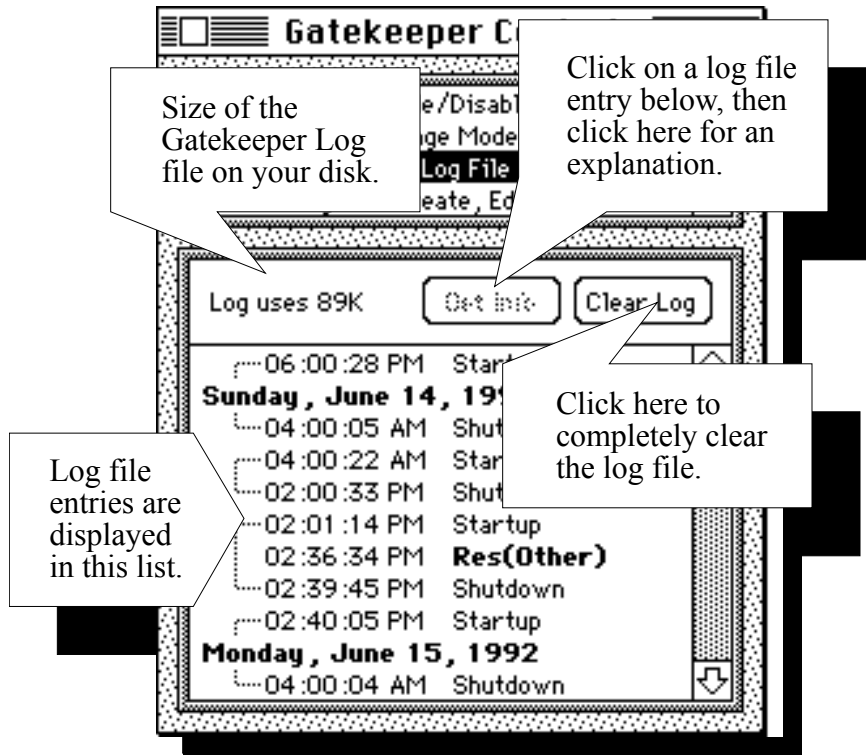 Gatekeeper
Size of the
Gatekeeper Log
file on your disk.
Click on a log file
entry below, then
click here for an
explanation.
Log File
Log uses 89K
Get Info
Clear Log
06:00:28 PM
Sunday, June 14,
04:00:05 AM
04:00:22 AM
02:00:33 PM
02:01:14 PM Startup
02:36:34 PM Res(Other)
02:39:45 PM Shutdown
02:40:05 PM Startup
Monday, June 15, 1992
04:00:04 AM Shutdown
Click here to
completely clear
the log file.
Log file
entries are
displayed
in this list.